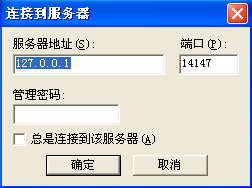 连接到服务器
服务器地址(S): 端口(P):
127.0.0.1 14147
管理密码:
总是连接到该服务器(A)
确定 取消